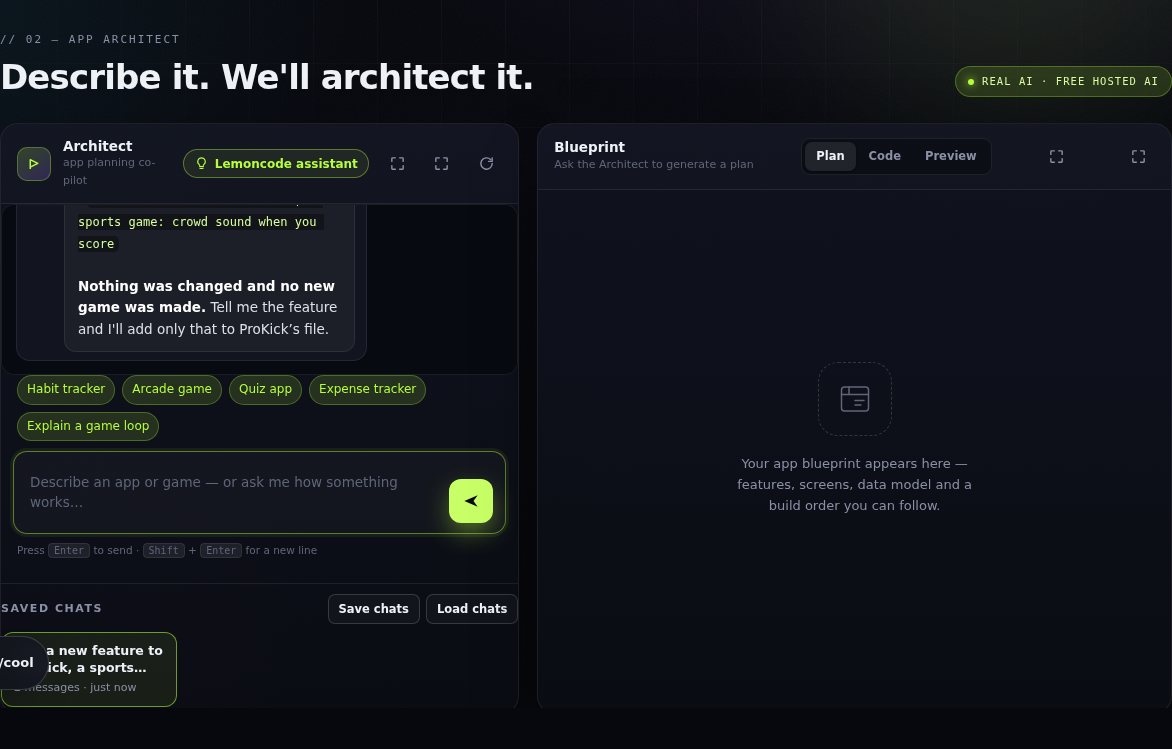 // 02 — APP ARCHITECT
Describe it. We'll architect it.
REAL AI · FREE HOSTED AI
Architect
app planning co-
pilot
Lemoncode assistant
sports game: crowd sound when you
score
Nothing was changed and no new
game was made. Tell me the feature
and I'll add only that to ProKick’s file.
Habit tracker
Arcade game
Quiz app
Expense tracker
Explain a game loop
Describe an app or game — or ask me how something
works...
Press Enter to send · Shift + Enter for a new line
SAVED CHATS
Save chats
Load chats
a new feature to
ick, a sports…
messages · just now
/cool
Blueprint
Ask the Architect to generate a plan
Plan
Code
Preview
Your app blueprint appears here —
features, screens, data model and a
build order you can follow.